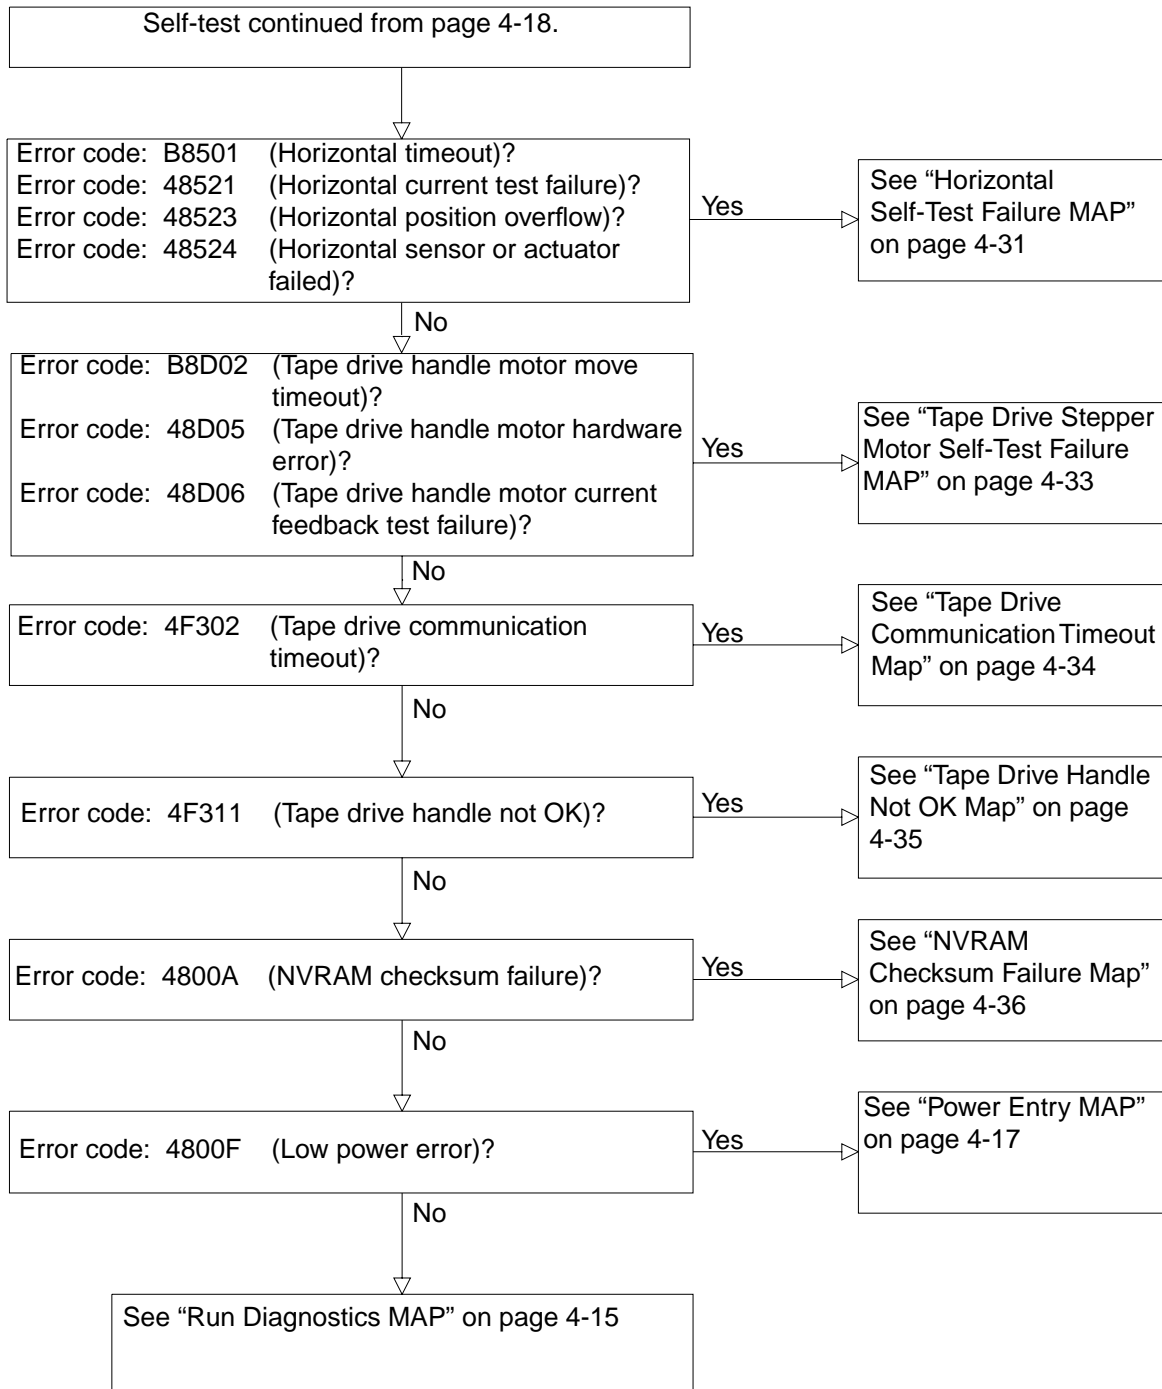 Self-test continued from page 4-18.
Error code: B8501 (Horizontal timeout)?
Error code: 48521 (Horizontal current test failure)?
Error code: 48523 (Horizontal position overflow)?
Error code: 48524 (Horizontal sensor or actuator
failed)?
Yes
See “Horizontal
Self-Test Failure MAP”
on page 4-31
No
Error code: B8D02 (Tape drive handle motor move
timeout)?
Error code: 48D05 (Tape drive handle motor hardware
error)?
Error code: 48D06 (Tape drive handle motor current
feedback test failure)?
Yes
See “Tape Drive Stepper
Motor Self-Test Failure
MAP” on page 4-33
No
Error code: 4F302 (Tape drive communication
timeout)?
Yes
See “Tape Drive
Communication Timeout
Map” on page 4-34
No
Error code: 4F311 (Tape drive handle not OK)?
Yes
See “Tape Drive Handle
Not OK Map” on page
4-35
No
Error code: 4800A (NVRAM checksum failure)?
Yes
See “NVRAM
Checksum Failure Map”
on page 4-36
No
Error code: 4800F (Low power error)?
Yes
See “Power Entry MAP”
on page 4-17
No
See “Run Diagnostics MAP” on page 4-15